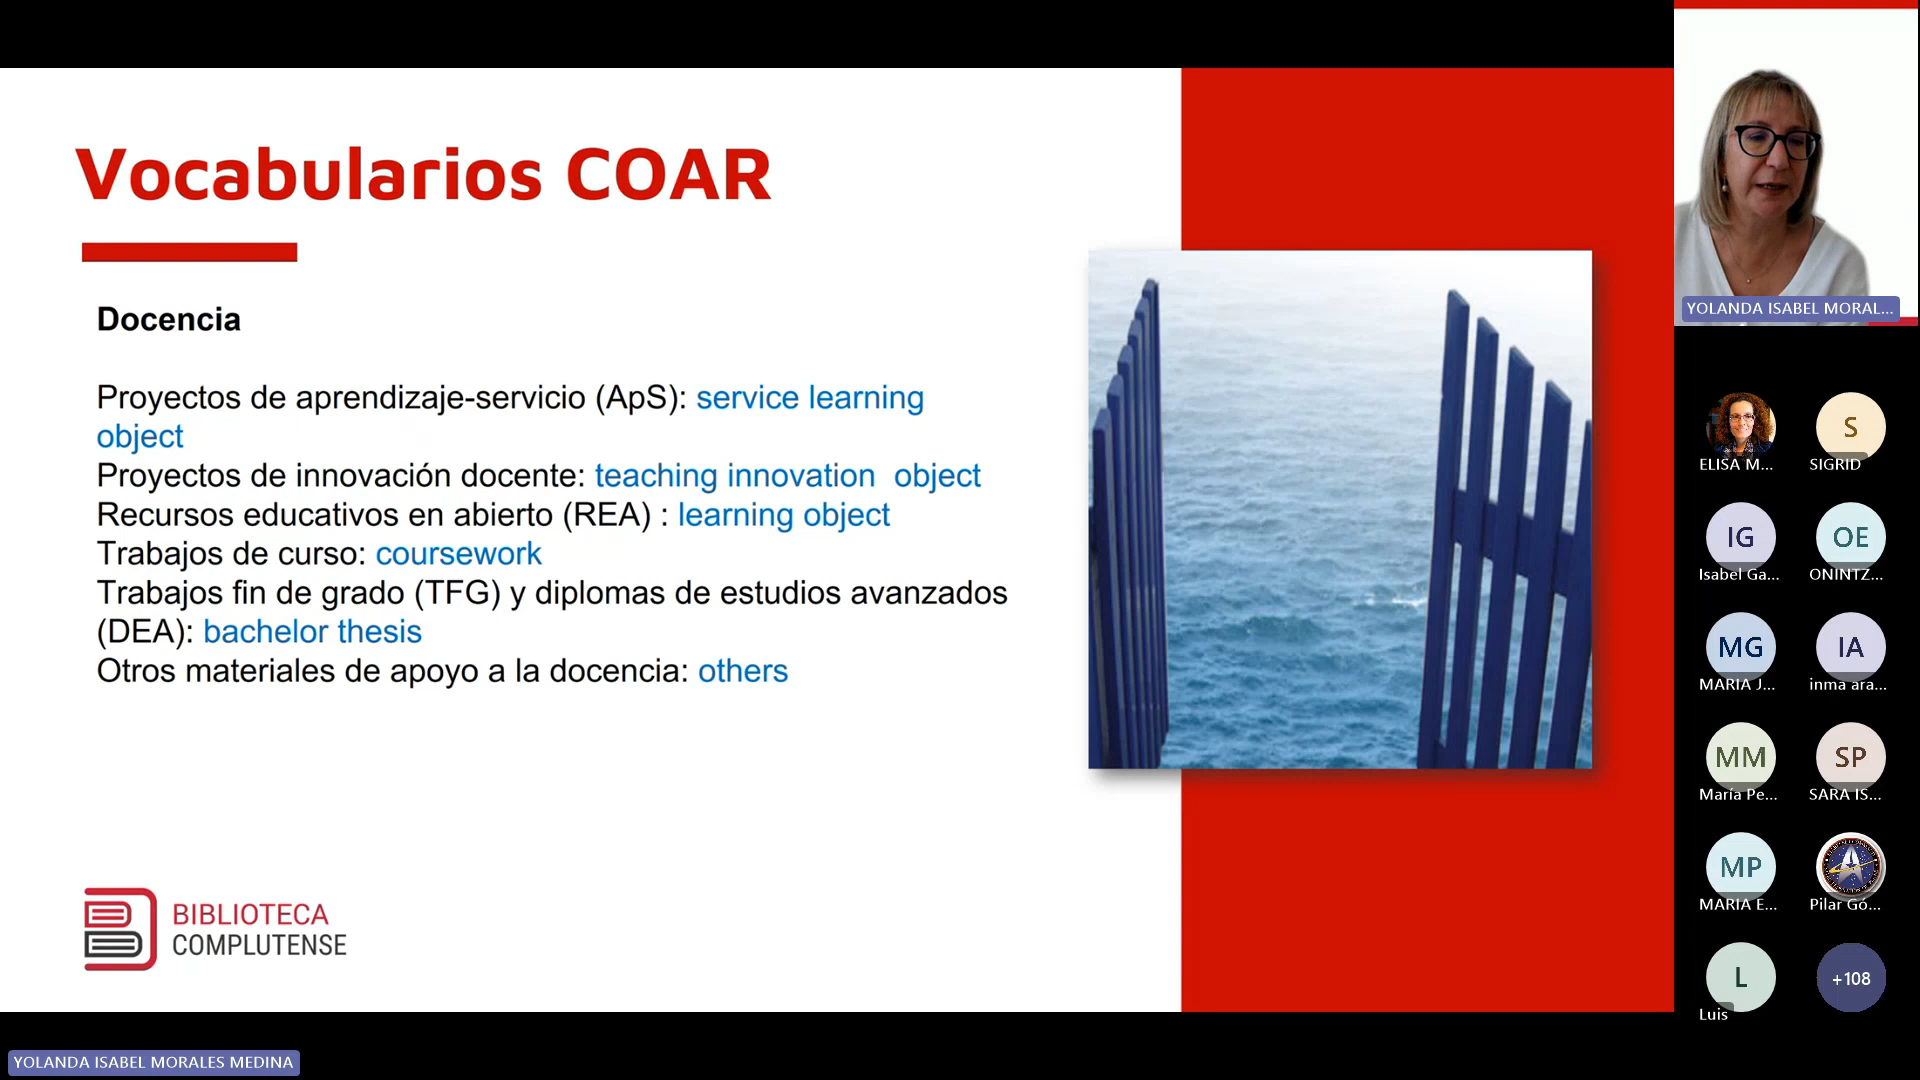 Vocabularios COAR
Docencia
Proyectos de aprendizaje-servicio (ApS): service learning
object
Proyectos de innovación docente: teaching innovation  object
Recursos educativos en abierto (REA) : learning object
Trabajos de curso: coursework
Trabajos fin de grado (TFG) y diplomas de estudios avanzados
(DEA): bachelor thesis
Otros materiales de apoyo a la docencia: others
BIBLIOTECA
COMPLUTENSE
YOLANDA ISABEL MORALES MEDINA
YOLANDA ISABEL MORAL...
ELISA M...
S
SIGRID
IG
Isabel Ga...
OE
ONINTZ...
MG
MARIA J...
IA
inma ara...
MM
María Pe...
SP
SARA IS...
MP
MARIA E...
Pilar Gó...
L
Luis
+108